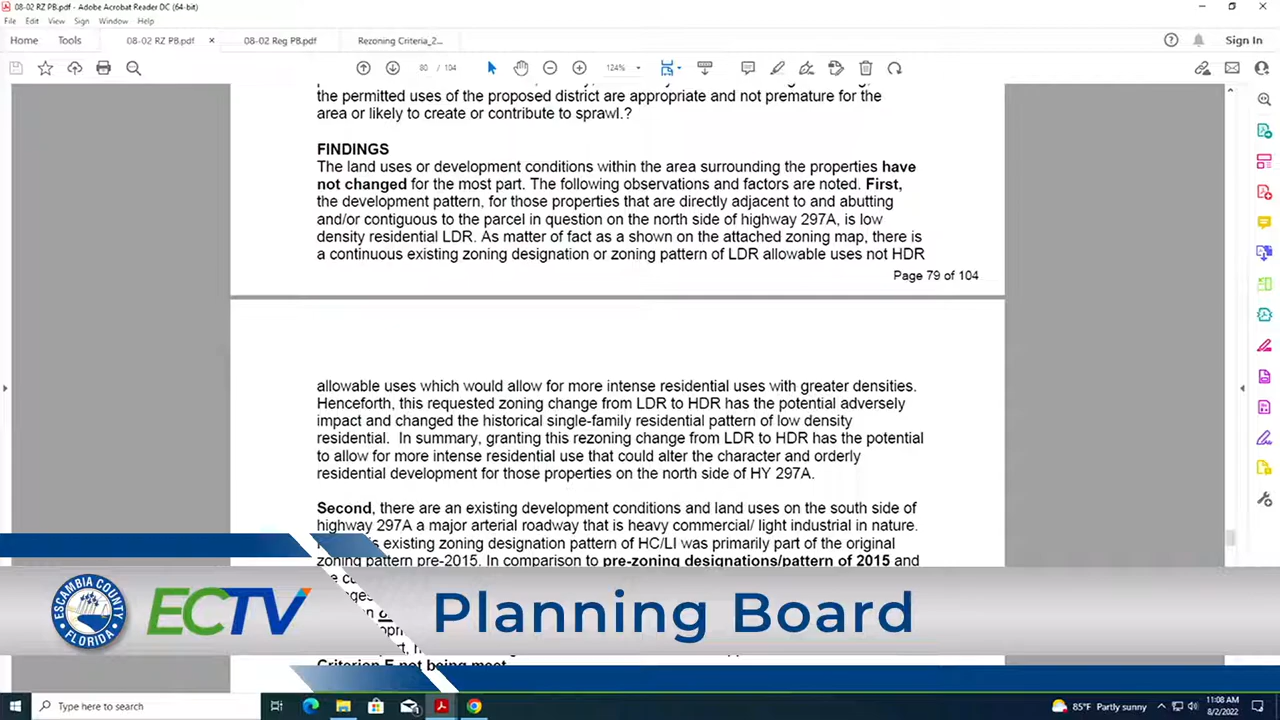 08-02 RZ PB.pdf - Adobe Acrobat Reader DC (64-bit)
File Edit View Sign Window Help
Home Tools 08-02 RZ PB.pdf 08-02 Reg PB.pdf Rezoning Criteria_2... Sign In
80 / 104 124%
the permitted uses of the proposed district are appropriate and not premature for the
area or likely to create or contribute to sprawl.?
FINDINGS
The land uses or development conditions within the area surrounding the properties have
not changed for the most part. The following observations and factors are noted. First,
the development pattern, for those properties that are directly adjacent to and abutting
and/or contiguous to the parcel in question on the north side of highway 297A, is low
density residential LDR. As matter of fact as a shown on the attached zoning map, there is
a continuous existing zoning designation or zoning pattern of LDR allowable uses not HDR
Page 79 of 104
allowable uses which would allow for more intense residential uses with greater densities.
Henceforth, this requested zoning change from LDR to HDR has the potential adversely
impact and changed the historical single-family residential pattern of low density
residential. In summary, granting this rezoning change from LDR to HDR has the potential
to allow for more intense residential use that could alter the character and orderly
residential development for those properties on the north side of HY 297A.
Second, there are an existing development conditions and land uses on the south side of
highway 297A a major arterial roadway that is heavy commercial/ light industrial in nature.
existing zoning designation pattern of HC/LI was primarily part of the original
zoning pattern pre-2015. In comparison to pre-zoning designations/pattern of 2015 and
Criterion E not being meet
ESCAMBIA COUNTY
FLORIDA
ECTV
Planning Board
Type here to search
85°F Partly sunny
11:08 AM
8/2/2022